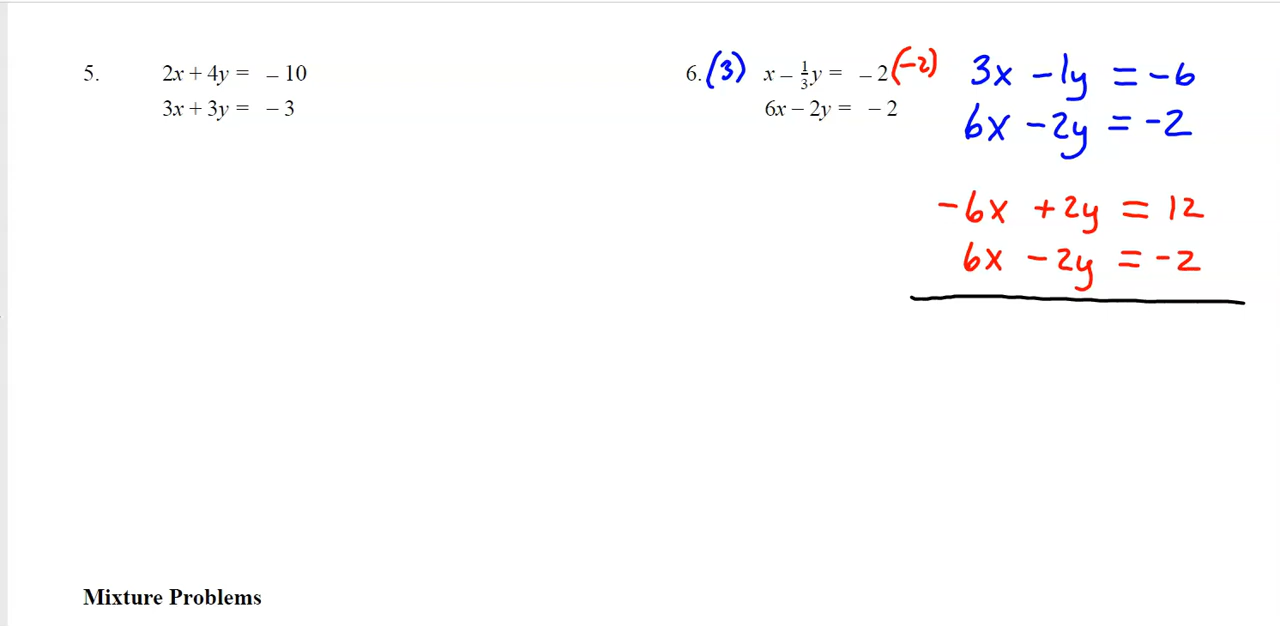 5. 2x + 4y = – 10
3x + 3y = – 3
6. (3) x – 1/3 y = – 2 (-2)
6x – 2y = – 2
3x - 1y = -6
6x - 2y = -2
-6x + 2y = 12
6x - 2y = -2
Mixture Problems